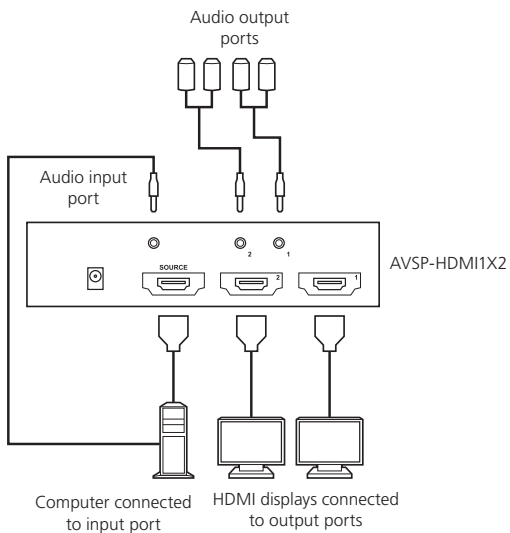 Audio output
ports
Audio input
port
2
1
AVSP-HDMI1X2
SOURCE
2
1
Computer connected
to input port
HDMI displays connected
to output ports